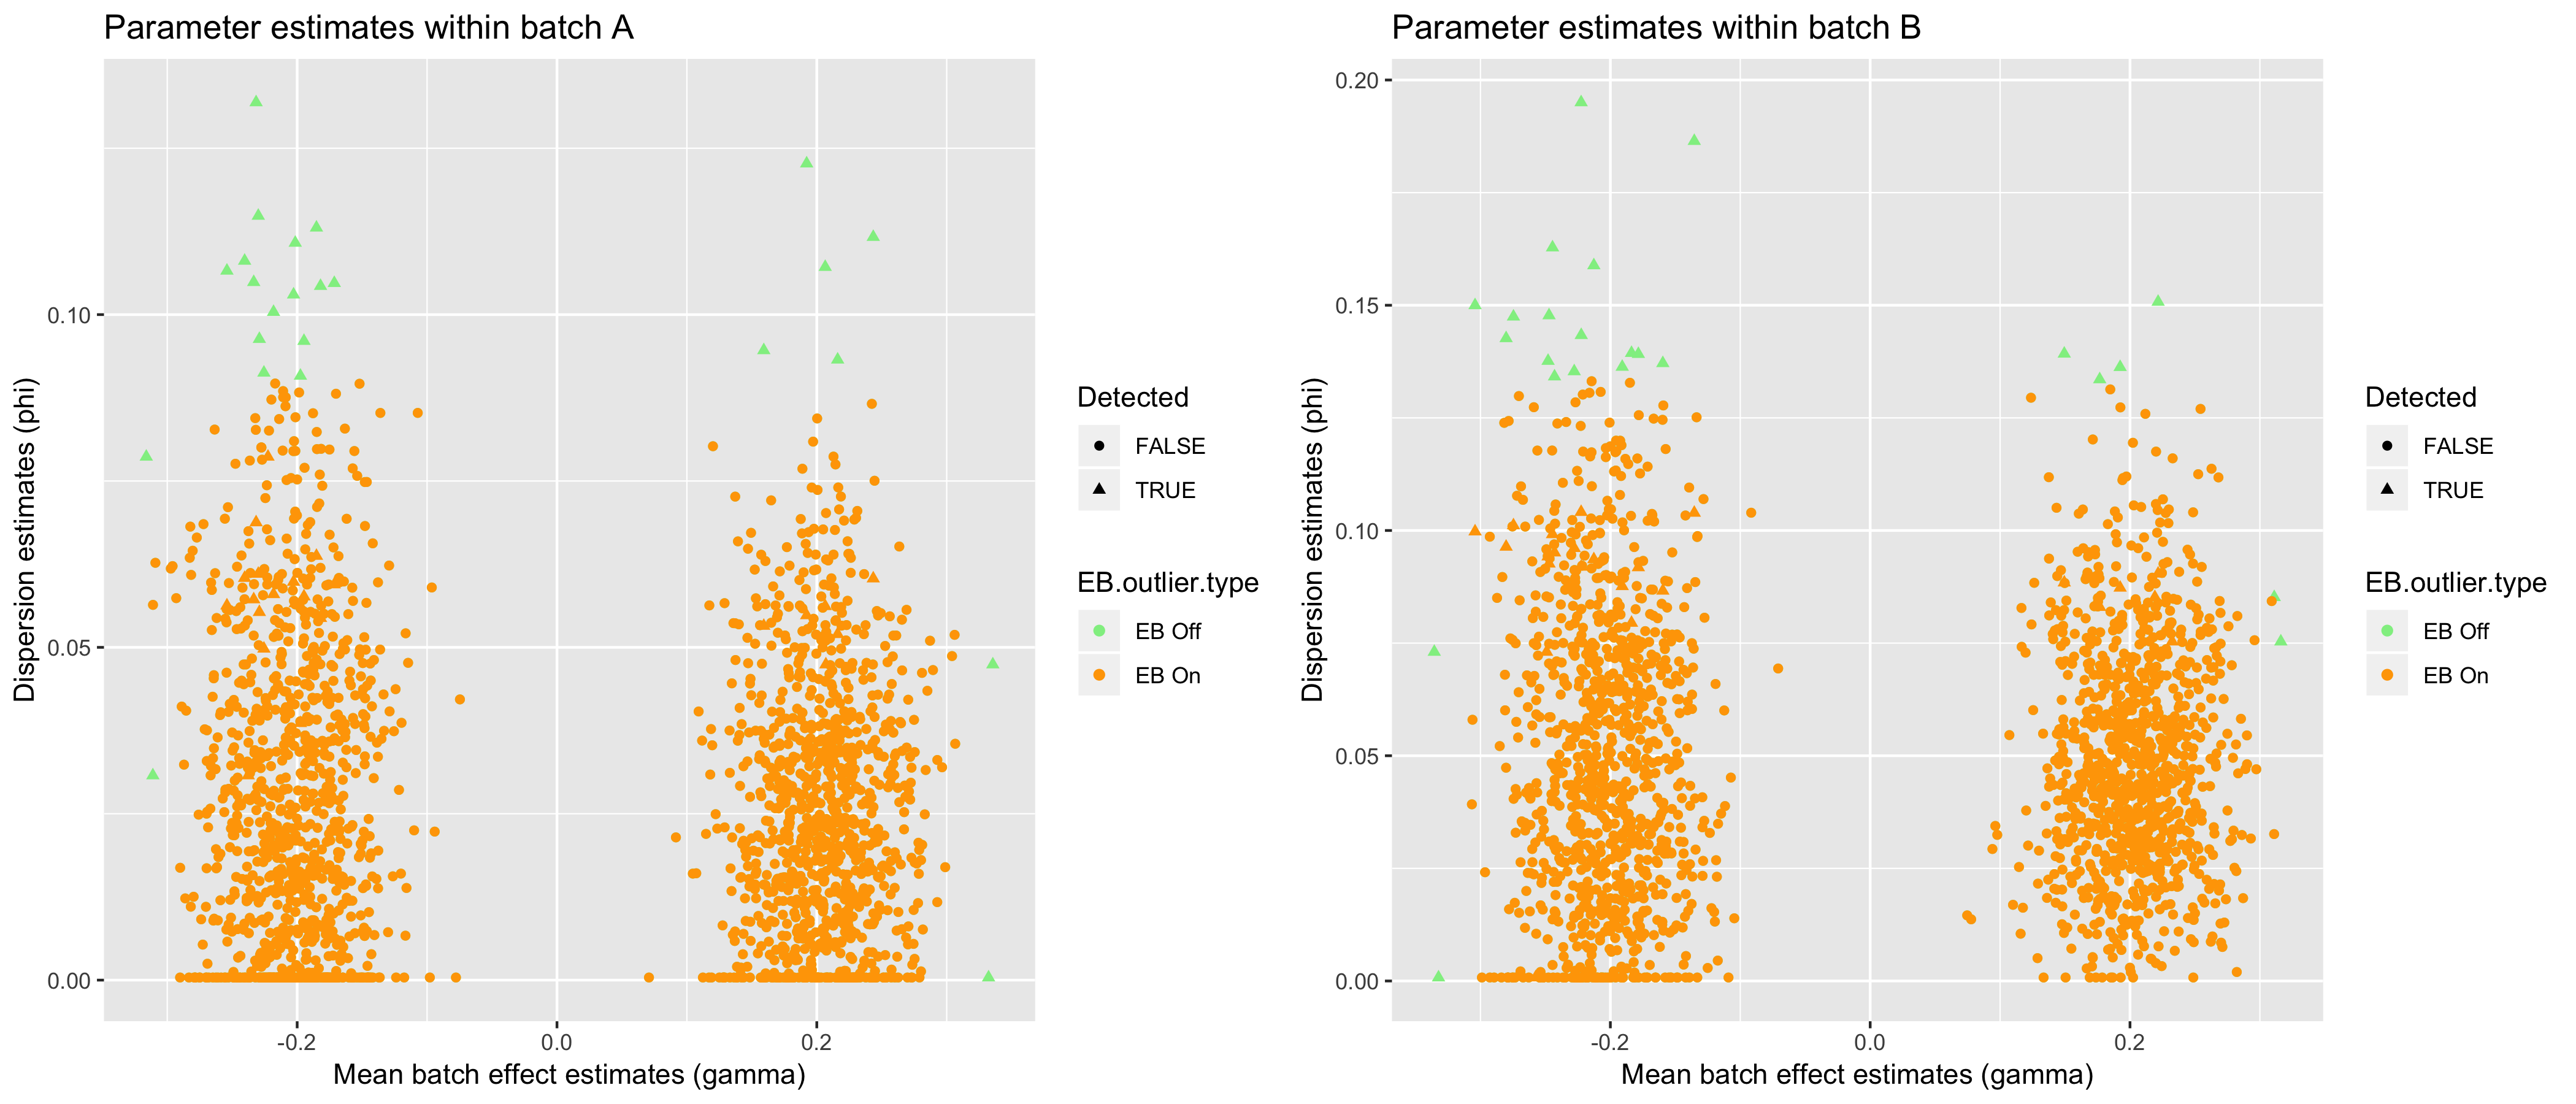 Parameter estimates within batch A
Dispersion estimates (phi)
0.10
0.05
0.00
-0.2
0.0
0.2
Mean batch effect estimates (gamma)
Detected
FALSE
TRUE
EB.outlier.type
EB Off
EB On
Parameter estimates within batch B
Dispersion estimates (phi)
0.20
0.15
0.10
0.05
0.00
-0.2
0.0
0.2
Mean batch effect estimates (gamma)
Detected
FALSE
TRUE
EB.outlier.type
EB Off
EB On